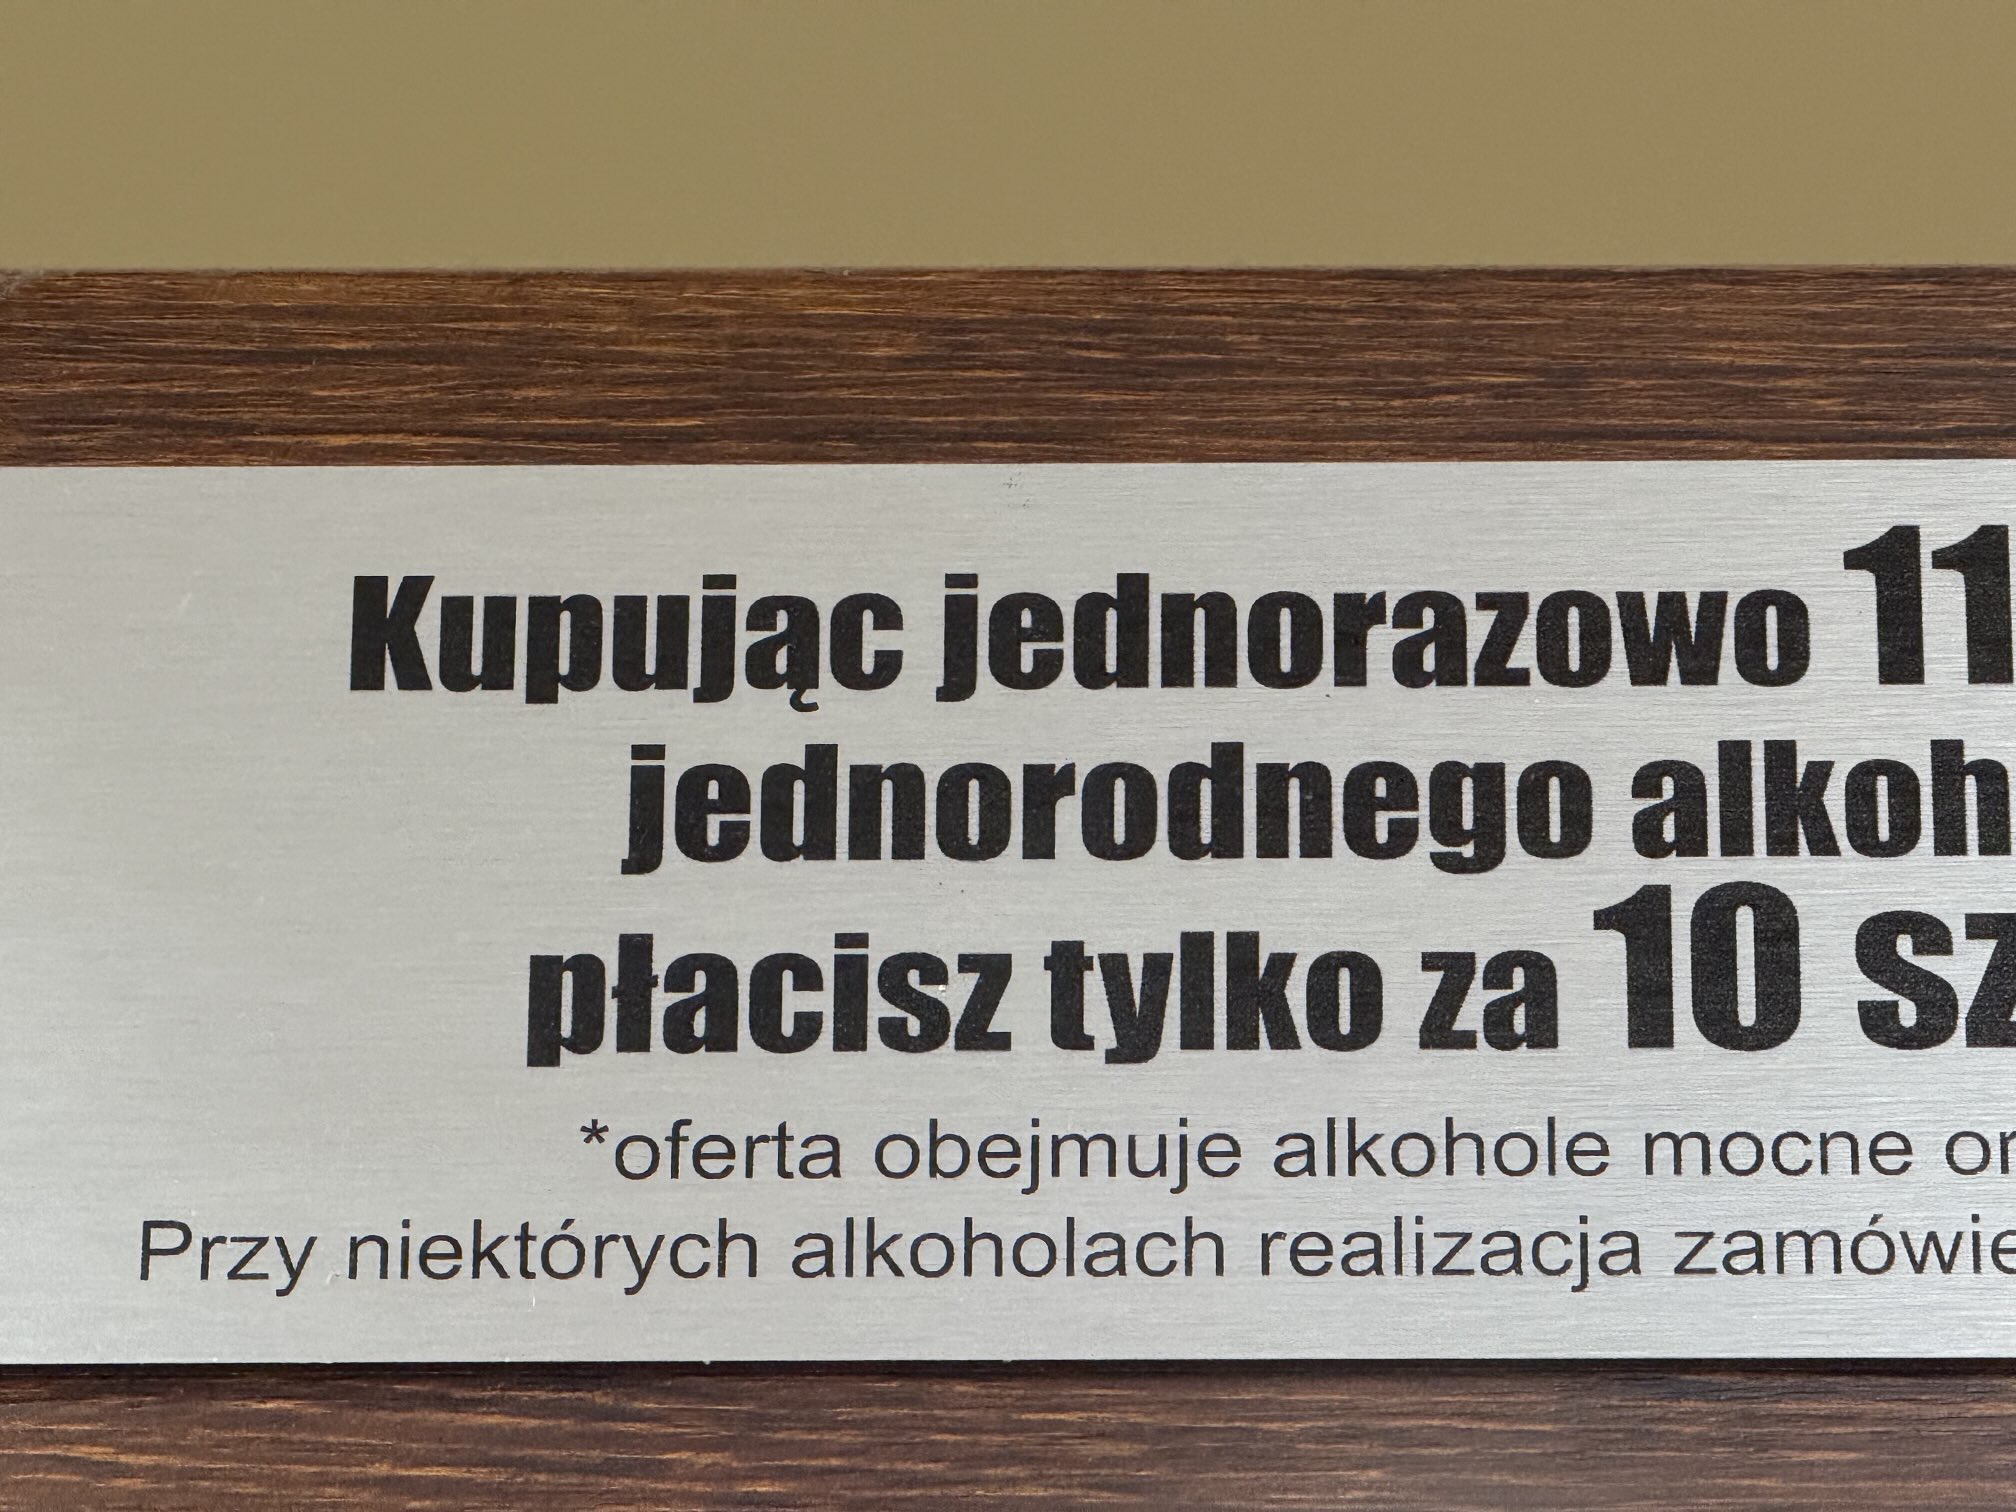 Kupując jednorazowo 11
jednorodnego alkoh
płacisz tylko za 10 sz
*oferta obejmuje alkohole mocne or
Przy niektórych alkoholach realizacja zamówie